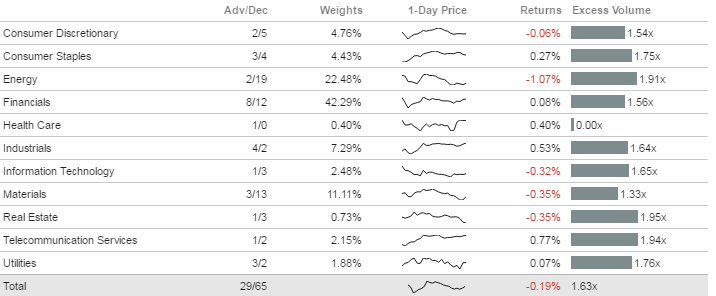 Adv/Dec Weights 1-Day Price Returns Excess Volume
Consumer Discretionary 2/5 4.76% -0.06% 1.54x
Consumer Staples 3/4 4.43% 0.27% 1.75x
Energy 2/19 22.48% -1.07% 1.91x
Financials 8/12 42.29% 0.08% 1.56x
Health Care 1/0 0.40% 0.40% 0.00x
Industrials 4/2 7.29% 0.53% 1.64x
Information Technology 1/3 2.48% -0.32% 1.65x
Materials 3/13 11.11% -0.35% 1.33x
Real Estate 1/3 0.73% -0.35% 1.95x
Telecommunication Services 1/2 2.15% 0.77% 1.94x
Utilities 3/2 1.88% 0.07% 1.76x
Total 29/65 -0.19% 1.63x